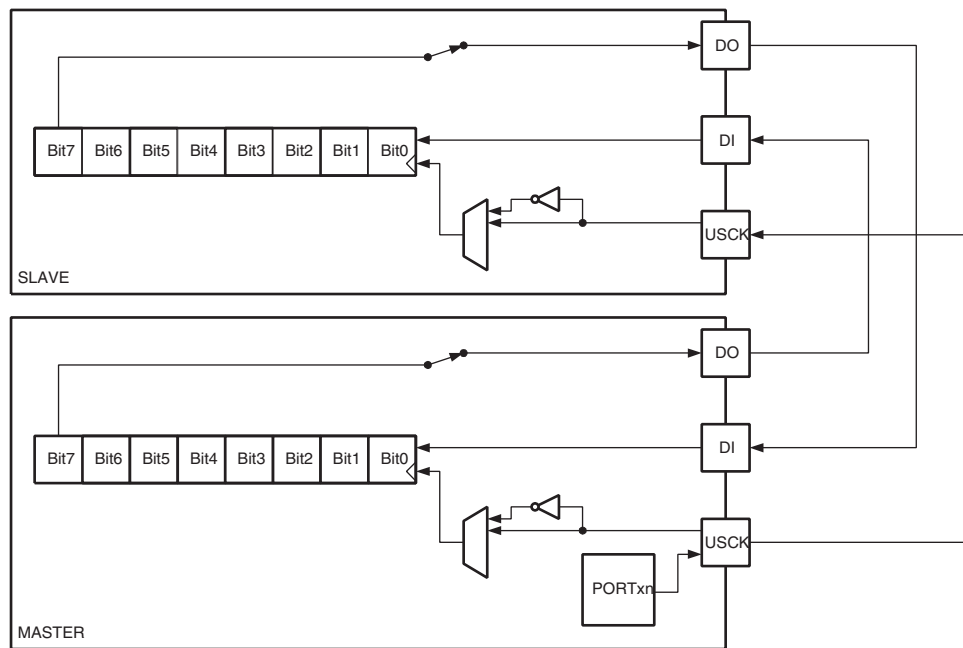 DO
Bit7 Bit6 Bit5 Bit4 Bit3 Bit2 Bit1 Bit0
DI
USCK
SLAVE
DO
Bit7 Bit6 Bit5 Bit4 Bit3 Bit2 Bit1 Bit0
DI
USCK
PORTxn
MASTER